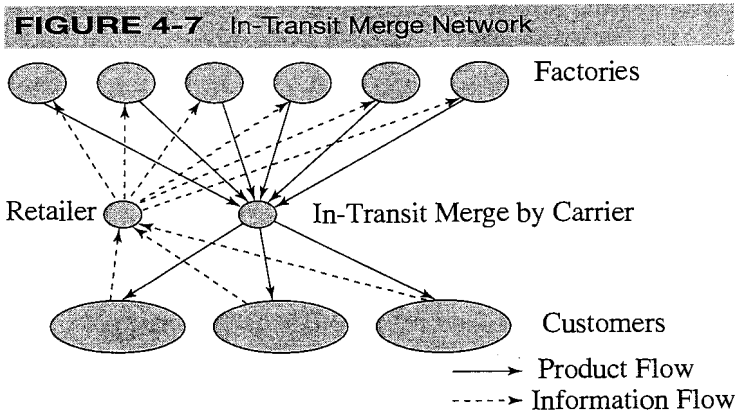 FIGURE 4-7 In-Transit Merge Network
Factories
Retailer
In-Transit Merge by Carrier
Customers
Product Flow
Information Flow